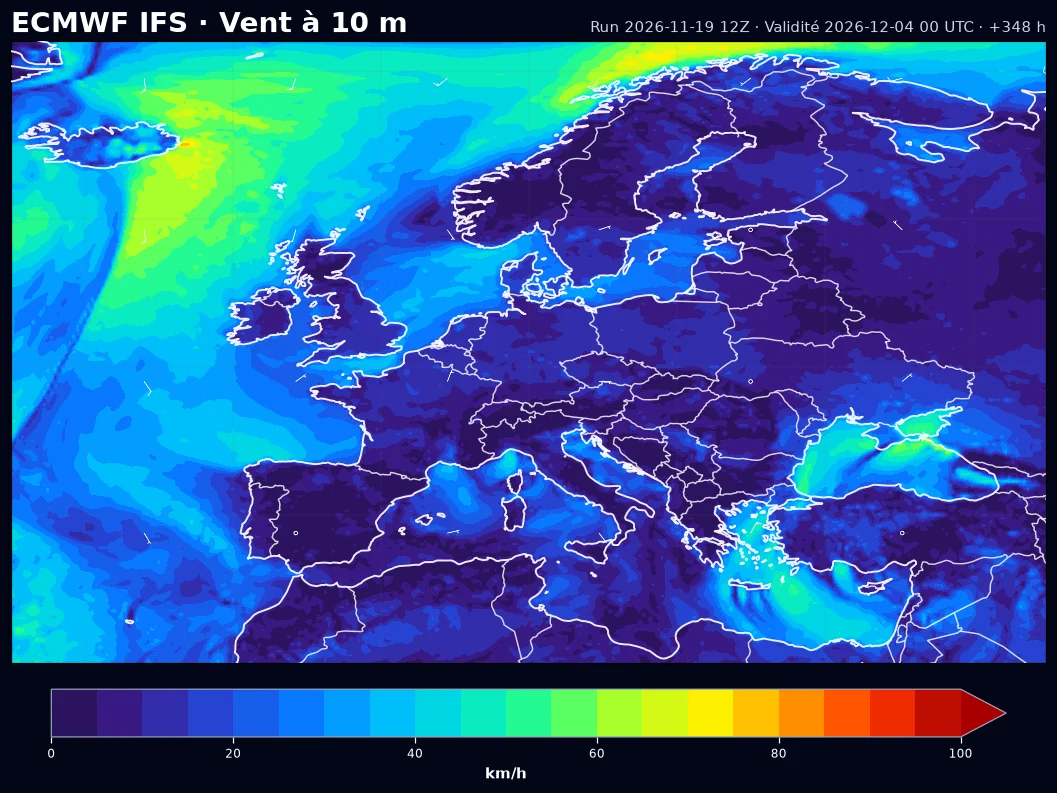 ECMWF IFS · Vent à 10 m
Run 2026-11-19 12Z · Validité 2026-12-04 00 UTC · +348 h
0 20 40 60 80 100
km/h